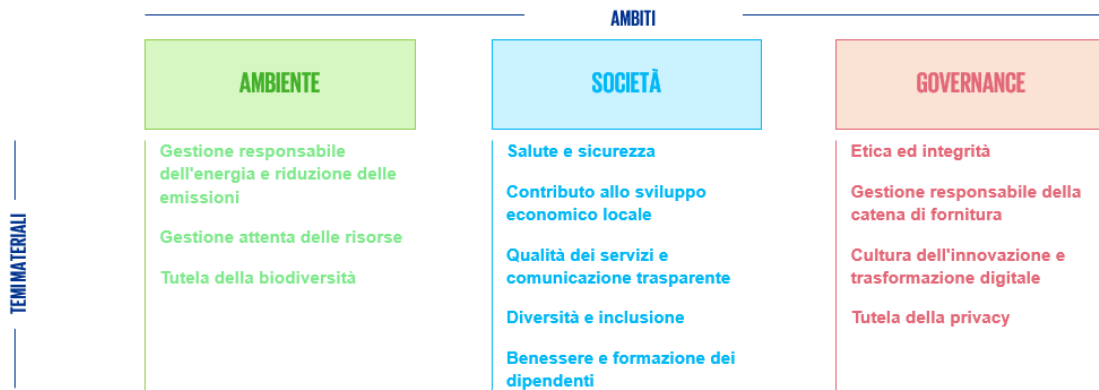 AMBITI
AMBIENTE
SOCIETÀ
GOVERNANCE
TEMI MATERIALI
Gestione responsabile
dell'energia e riduzione delle
emissioni
Gestione attenta delle risorse
Tutela della biodiversità
Salute e sicurezza
Contributo allo sviluppo
economico locale
Qualità dei servizi e
comunicazione trasparente
Diversità e inclusione
Benessere e formazione dei
dipendenti
Etica ed integrità
Gestione responsabile della
catena di fornitura
Cultura dell'innovazione e
trasformazione digitale
Tutela della privacy